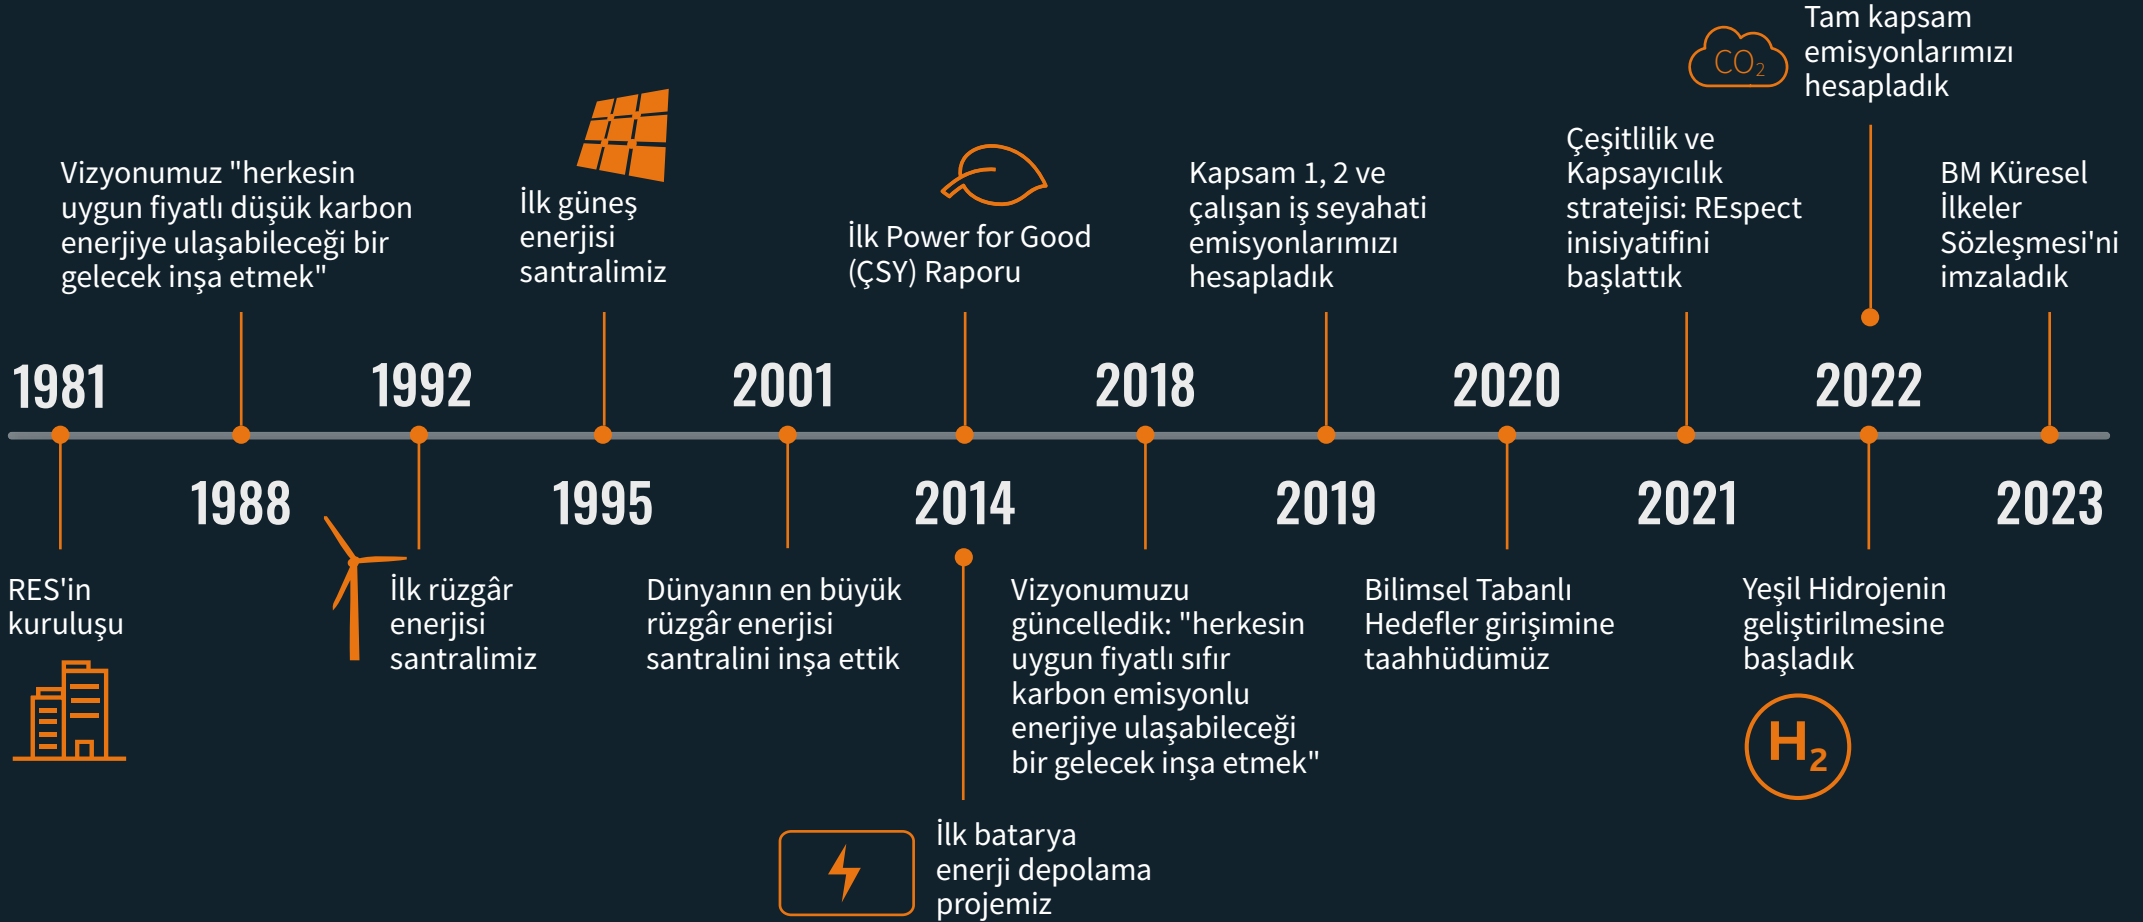 1981
RES'in
kuruluşu
Vizyonumuz "herkesin
uygun fiyatlı düşük karbon
enerjiye ulaşabileceği bir
gelecek inşa etmek"
1988
1992
İlk rüzgâr
enerjisi
santralimiz
İlk güneş
enerjisi
santralimiz
1995
2001
Dünyanın en büyük
rüzgâr enerjisi
santralini inşa ettik
İlk Power for Good
(ÇSY) Raporu
2014
İlk batarya
enerji depolama
projemiz
2018
Vizyonumuzu
güncelledik: "herkesin
uygun fiyatlı sıfır
karbon emisyonlu
enerjiye ulaşabileceği
bir gelecek inşa etmek"
Kapsam 1, 2 ve
çalışan iş seyahati
emisyonlarımızı
hesapladık
2019
2020
Bilimsel Tabanlı
Hedefler girişimine
taahhüdümüz
Çeşitlilik ve
Kapsayıcılık
stratejisi: REspect
inisiyatifini
başlattık
2021
CO₂
Tam kapsam
emisyonlarımızı
hesapladık
2022
Yeşil Hidrojenin
geliştirilmesine
başladık
H₂
BM Küresel
İlkeler
Sözleşmesi'ni
imzaladık
2023